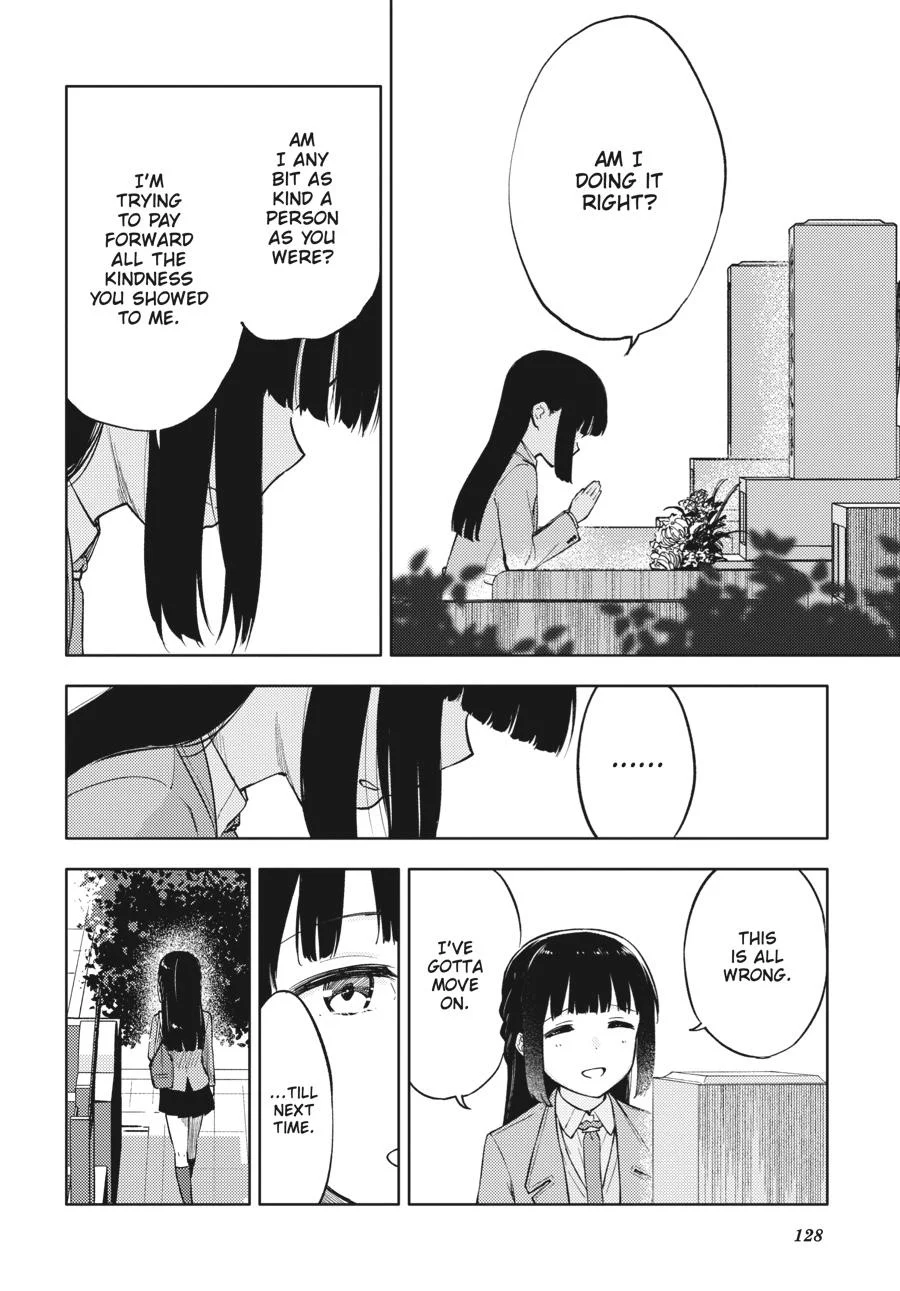 AM I
DOING IT
RIGHT?
AM
I ANY
BIT AS
KIND A
PERSON
AS YOU
WERE?
I'M
TRYING
TO PAY
FORWARD
ALL THE
KINDNESS
YOU SHOWED
TO ME.
......
THIS
IS ALL
WRONG.
I'VE
GOTTA
MOVE
ON.
...TILL
NEXT
TIME.
128